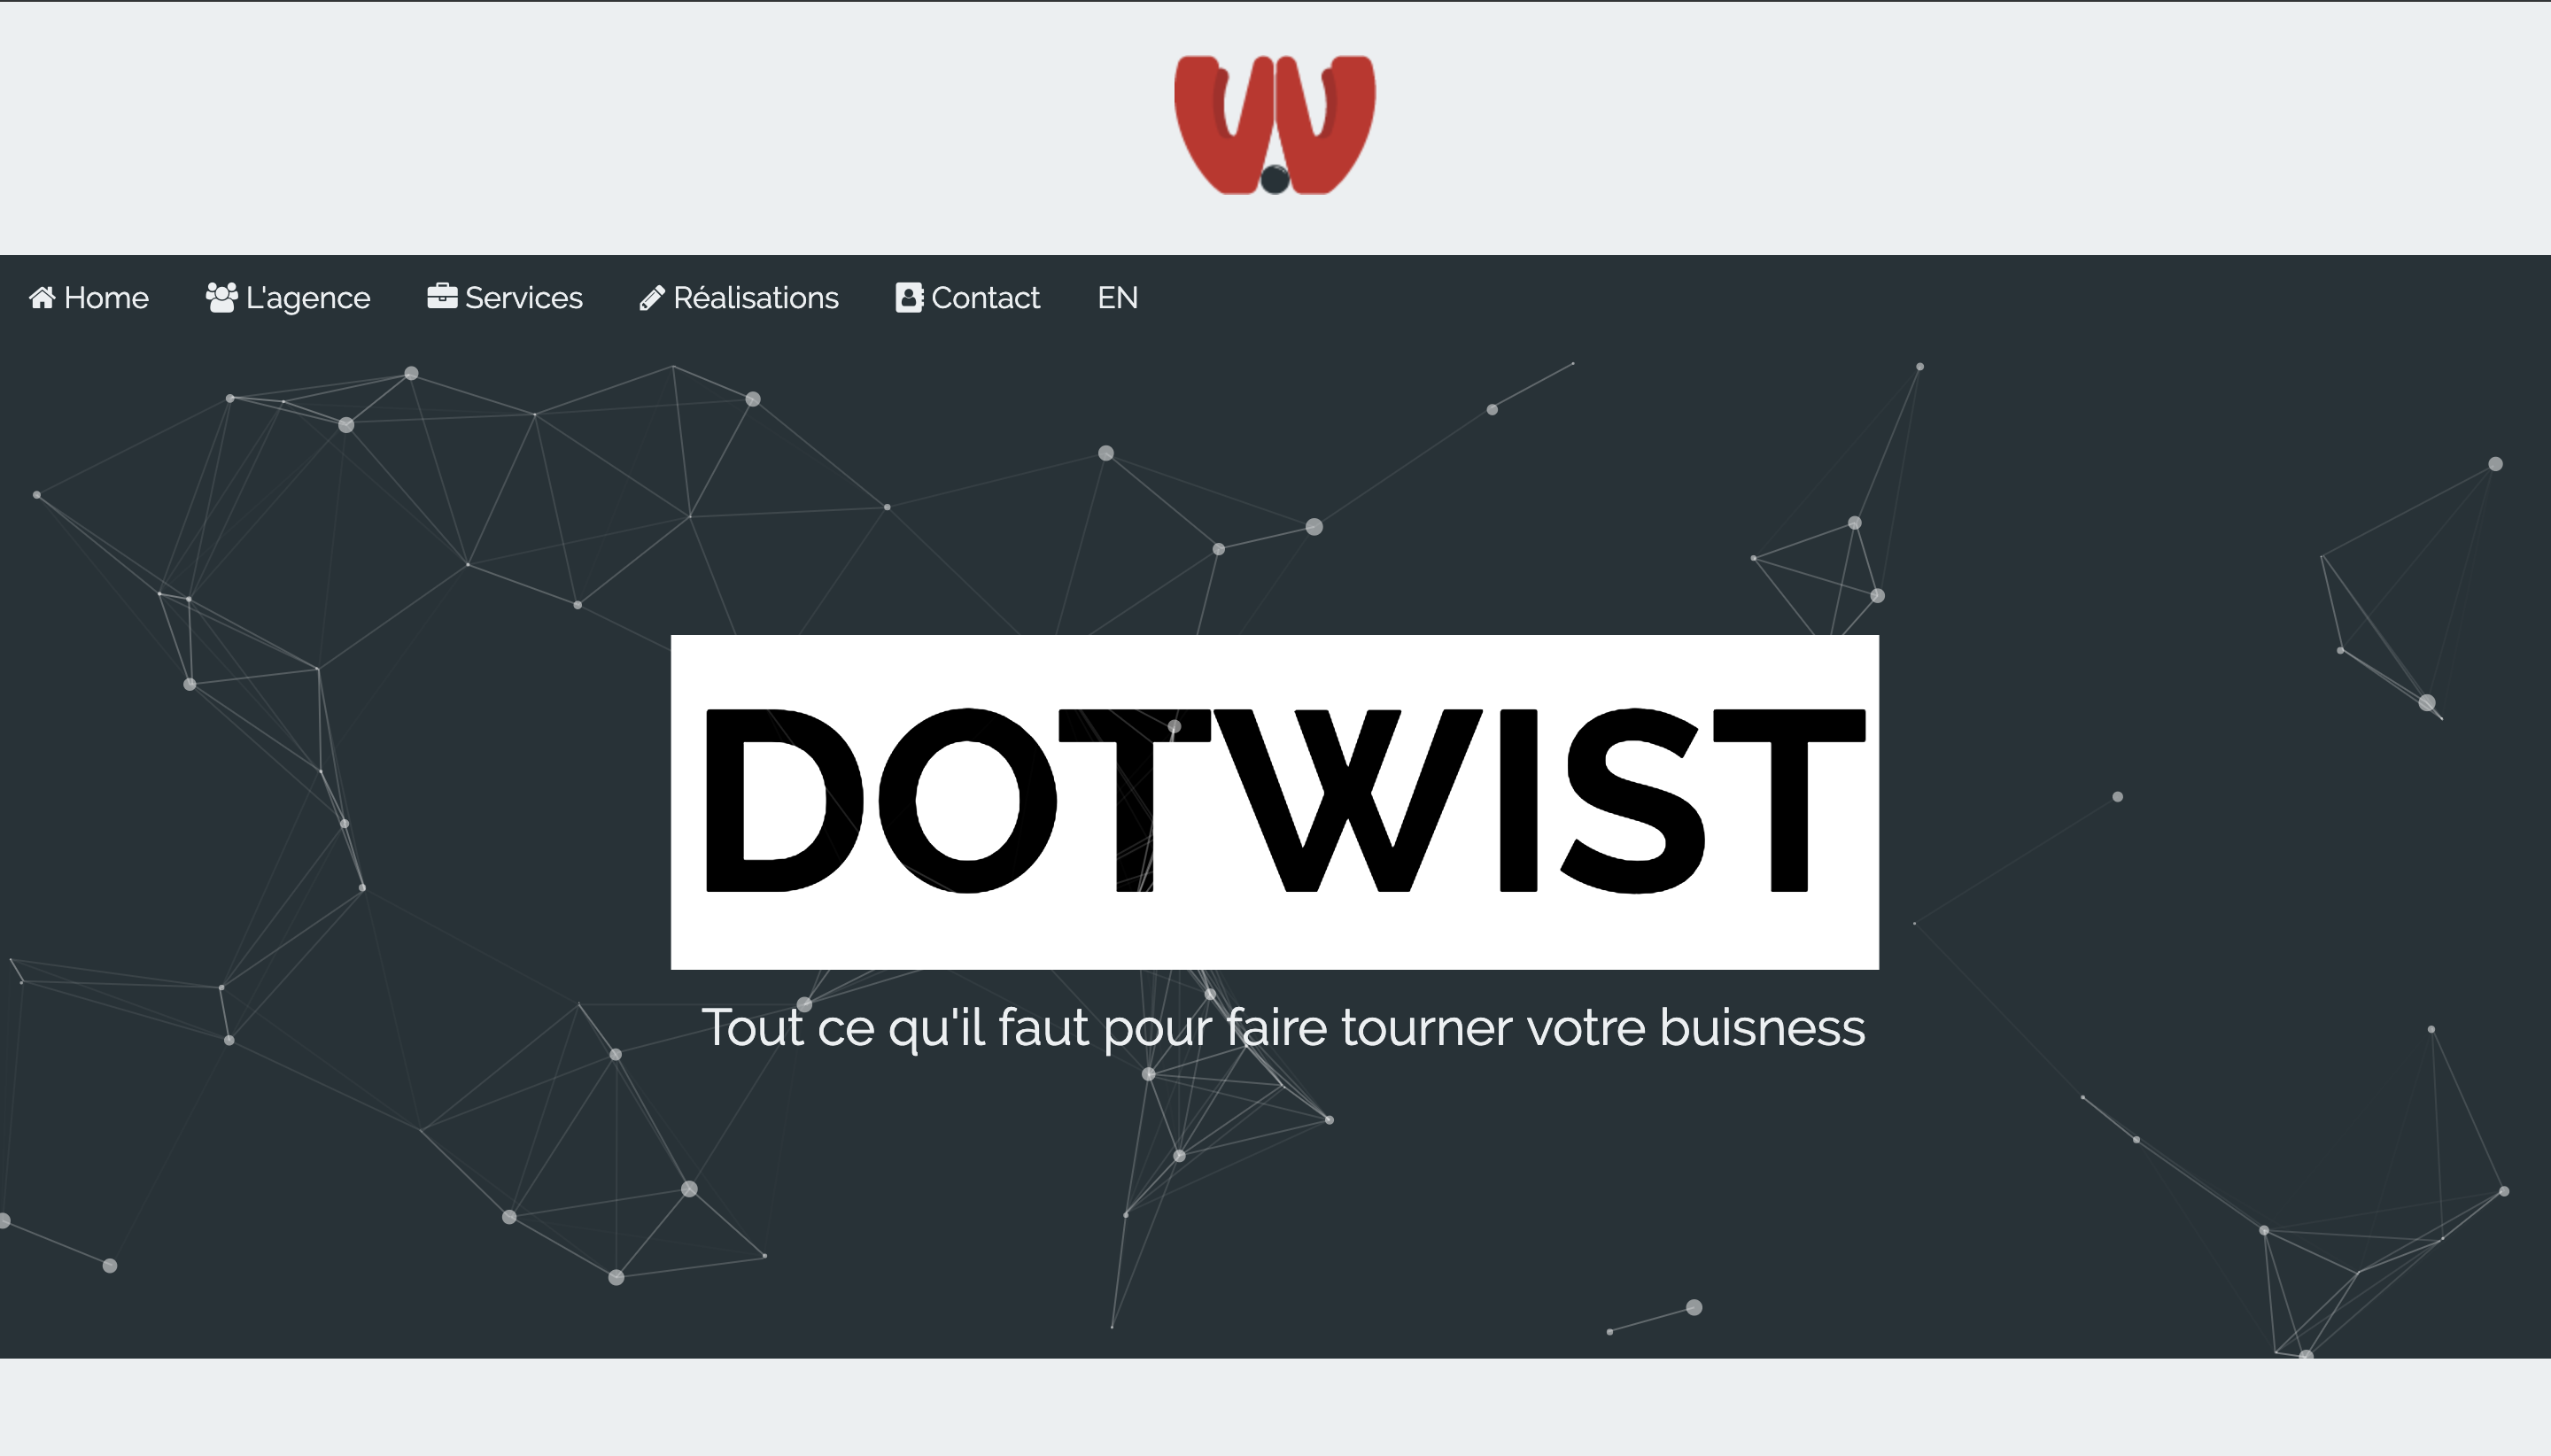 Home L'agence Services Réalisations Contact EN
DOTWIST
Tout ce qu'il faut pour faire tourner votre buisness